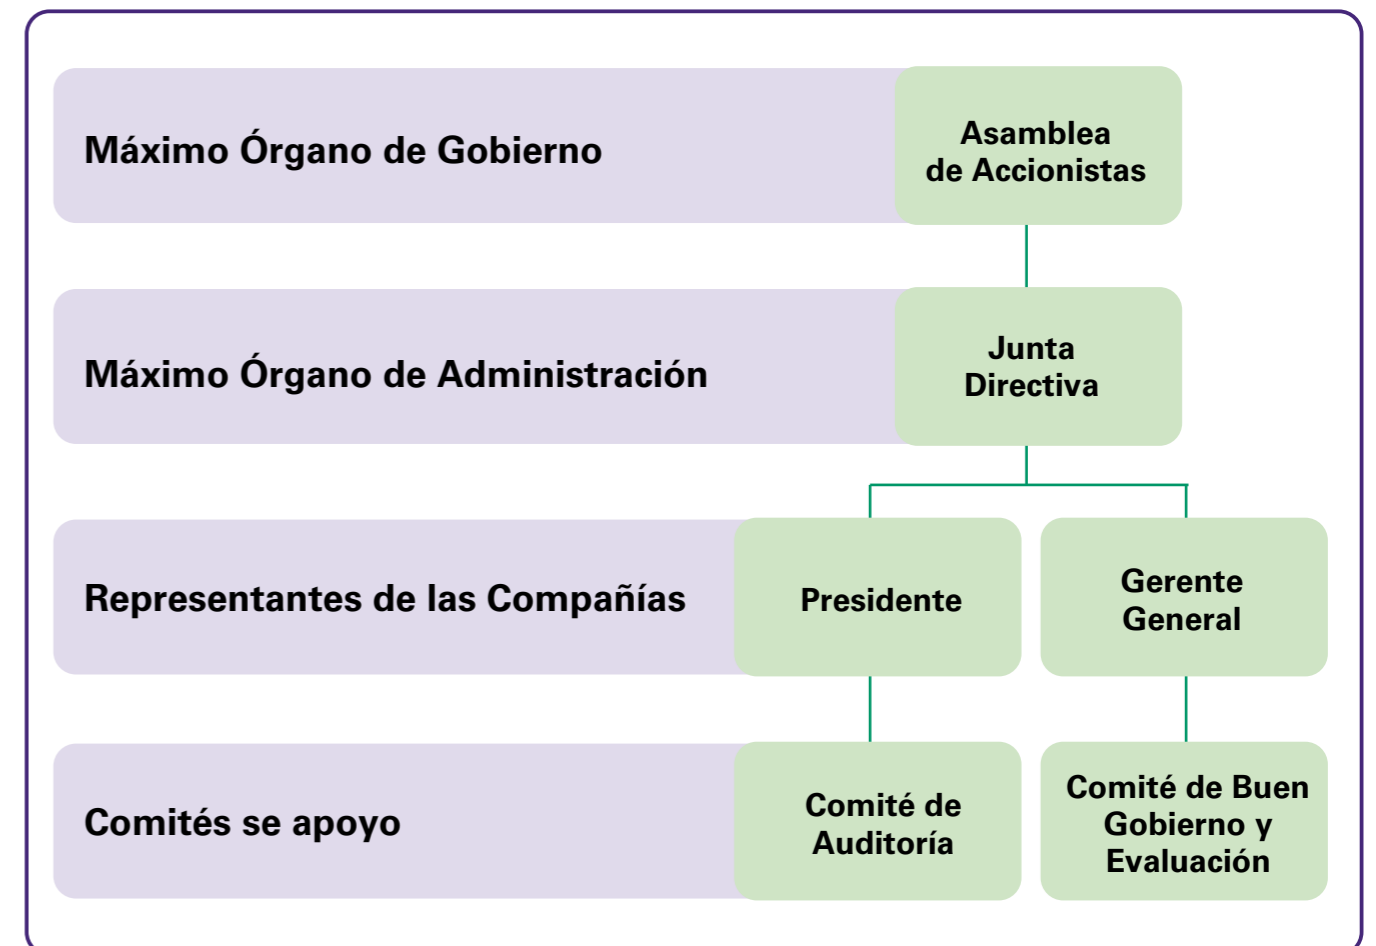 Máximo Órgano de Gobierno
Asamblea
de Accionistas
Máximo Órgano de Administración
Junta
Directiva
Representantes de las Compañías
Presidente
Gerente
General
Comités se apoyo
Comité de
Auditoría
Comité de Buen
Gobierno y
Evaluación